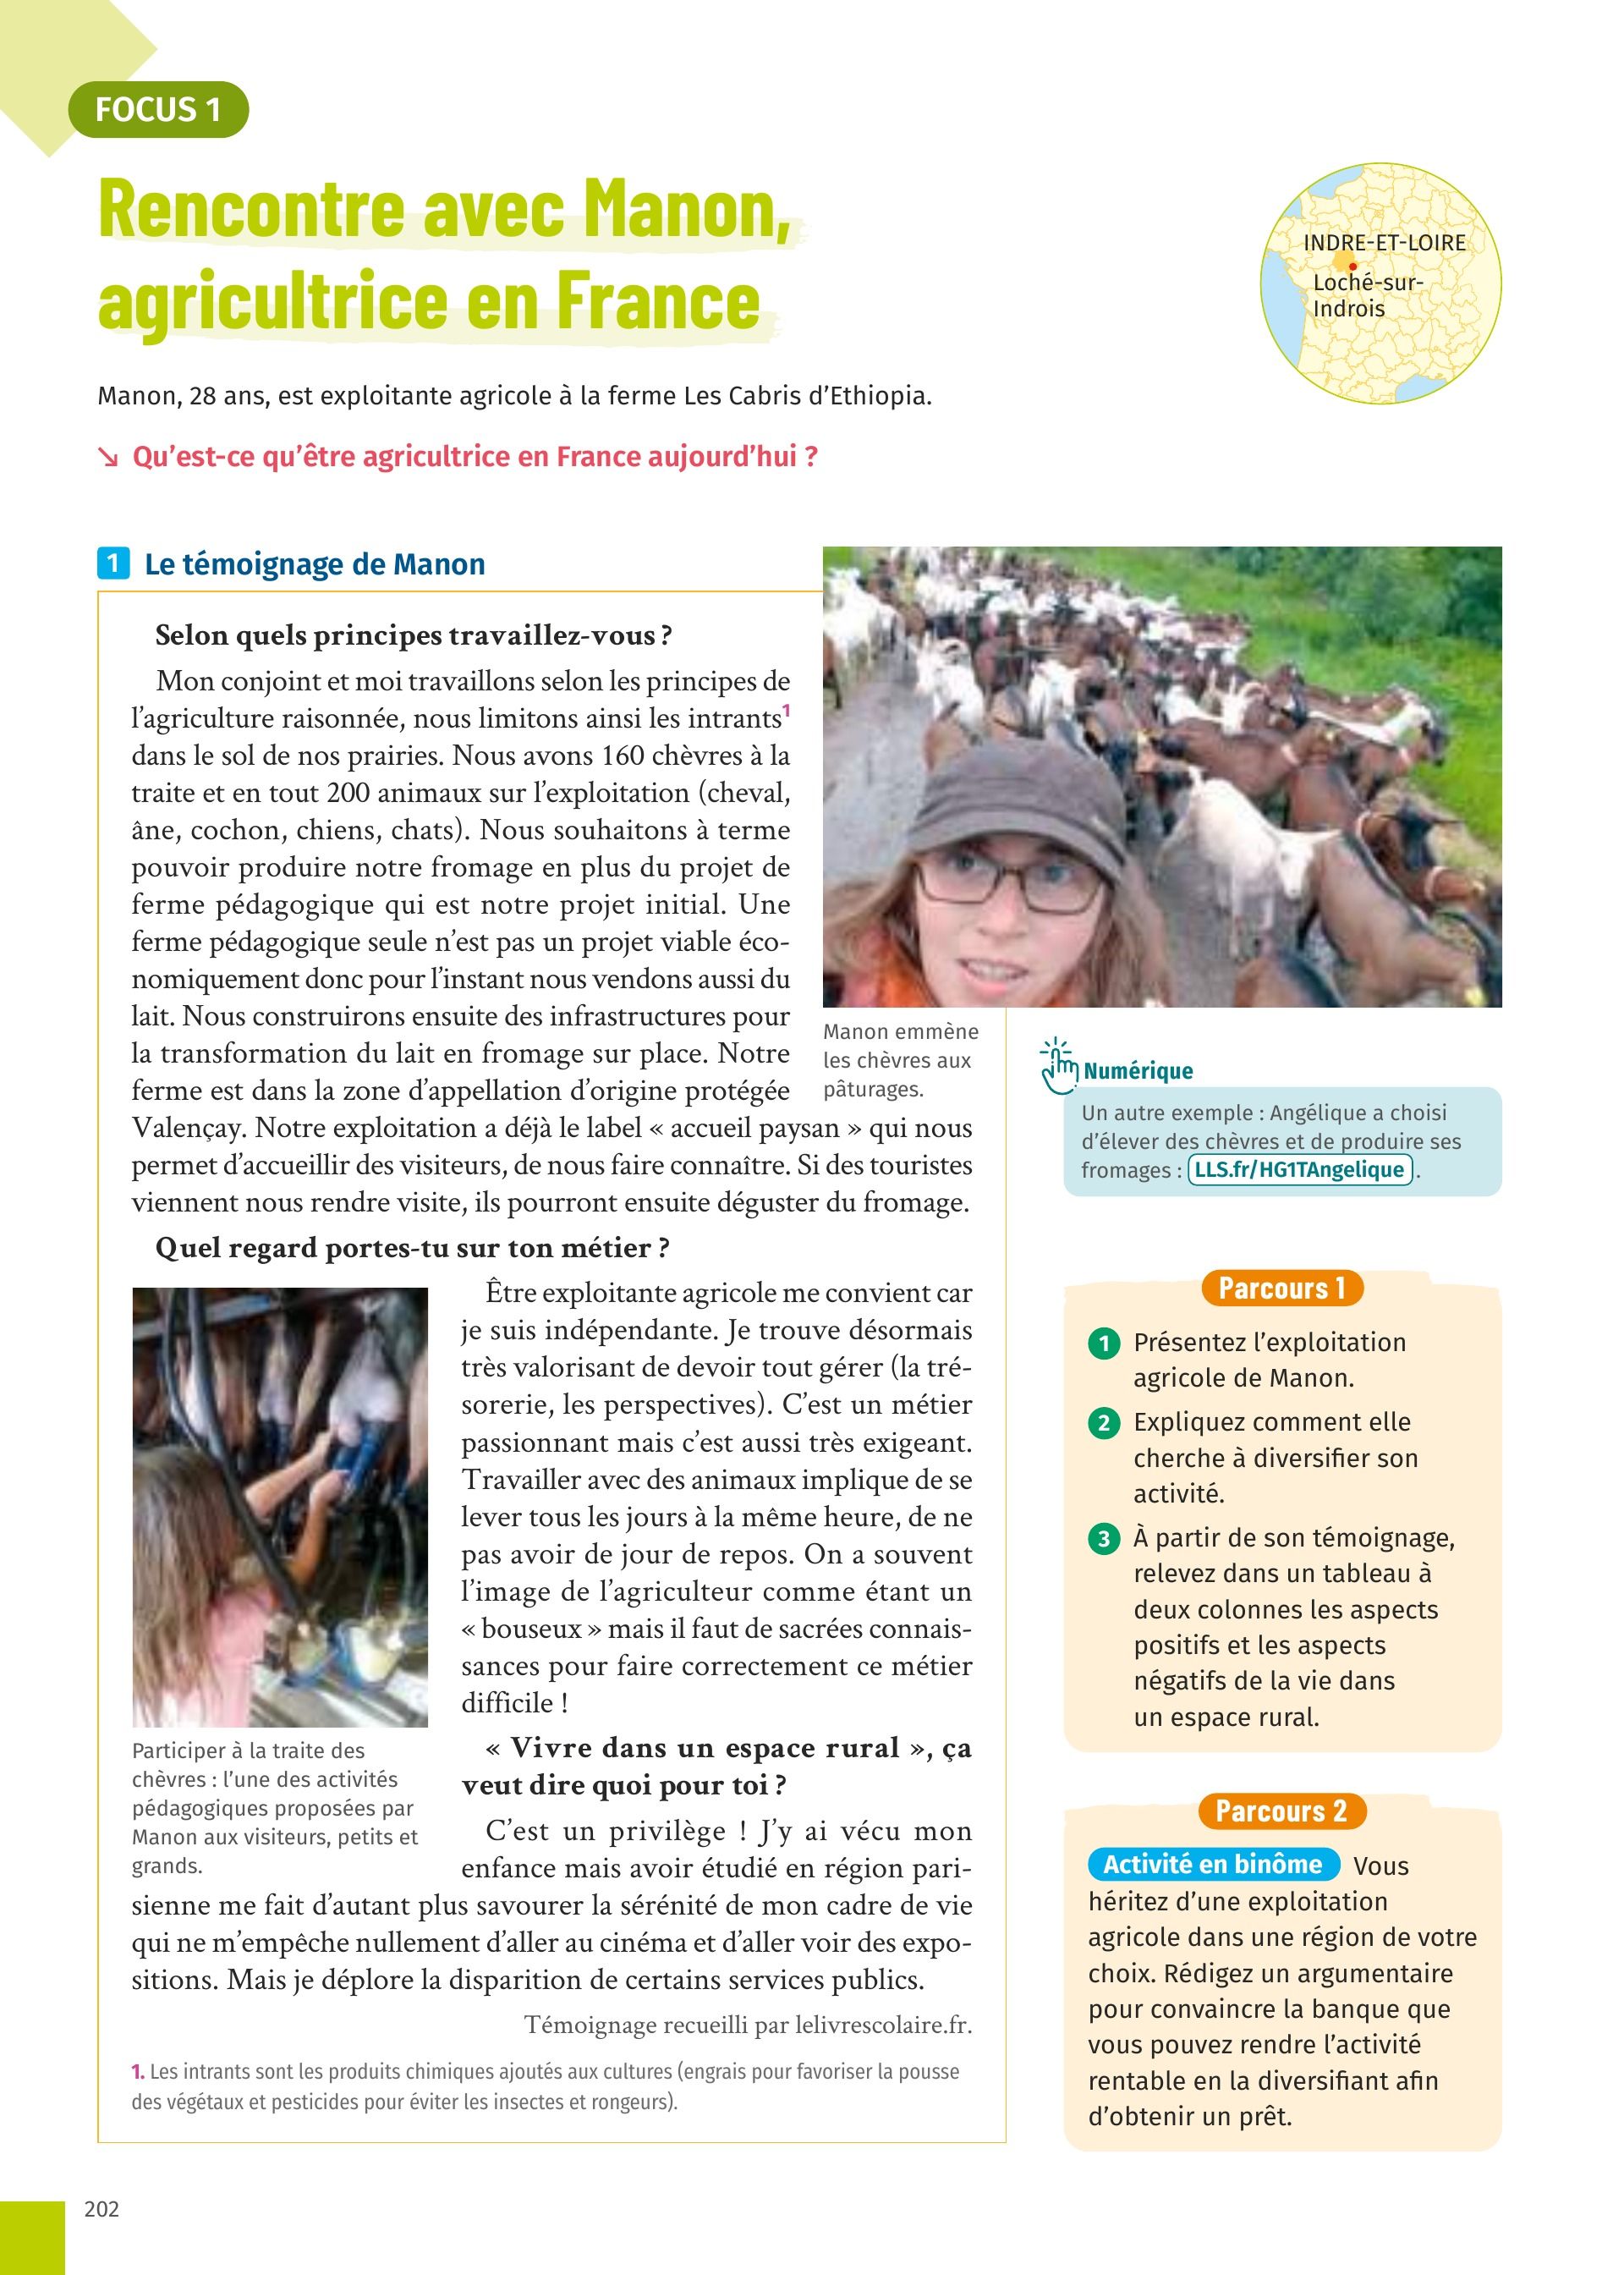 FOCUS 1
Rencontre avec Manon,
agricultrice en France
INDRE-ET-LOIRE
Loché-sur-
Indrois
Manon, 28 ans, est exploitante agricole à la ferme Les Cabris d’Ethiopia.
↘ Qu’est-ce qu’être agricultrice en France aujourd’hui ?
1 Le témoignage de Manon
Selon quels principes travaillez-vous ?
Mon conjoint et moi travaillons selon les principes de
l’agriculture raisonnée, nous limitons ainsi les intrants1
dans le sol de nos prairies. Nous avons 160 chèvres à la
traite et en tout 200 animaux sur l’exploitation (cheval,
âne, cochon, chiens, chats). Nous souhaitons à terme
pouvoir produire notre fromage en plus du projet de
ferme pédagogique qui est notre projet initial. Une
ferme pédagogique seule n’est pas un projet viable éco-
nomiquement donc pour l’instant nous vendons aussi du
lait. Nous construirons ensuite des infrastructures pour
la transformation du lait en fromage sur place. Notre
ferme est dans la zone d’appellation d’origine protégée
Valençay. Notre exploitation a déjà le label « accueil paysan » qui nous
permet d’accueillir des visiteurs, de nous faire connaître. Si des touristes
viennent nous rendre visite, ils pourront ensuite déguster du fromage.
Manon emmène
les chèvres aux
pâturages.
Quel regard portes-tu sur ton métier ?
Être exploitante agricole me convient car
je suis indépendante. Je trouve désormais
très valorisant de devoir tout gérer (la tré-
sorerie, les perspectives). C’est un métier
passionnant mais c’est aussi très exigeant.
Travailler avec des animaux implique de se
lever tous les jours à la même heure, de ne
pas avoir de jour de repos. On a souvent
l’image de l’agriculteur comme étant un
« bouseux » mais il faut de sacrées connais-
sances pour faire correctement ce métier
difficile !
Participer à la traite des
chèvres : l’une des activités
pédagogiques proposées par
Manon aux visiteurs, petits et
grands.
« Vivre dans un espace rural », ça
veut dire quoi pour toi ?
C’est un privilège ! J’y ai vécu mon
enfance mais avoir étudié en région pari-
sienne me fait d’autant plus savourer la sérénité de mon cadre de vie
qui ne m’empêche nullement d’aller au cinéma et d’aller voir des expo-
sitions. Mais je déplore la disparition de certains services publics.
Témoignage recueilli par lelivrescolaire.fr.
1. Les intrants sont les produits chimiques ajoutés aux cultures (engrais pour favoriser la pousse
des végétaux et pesticides pour éviter les insectes et rongeurs).
Numérique
Un autre exemple : Angélique a choisi
d’élever des chèvres et de produire ses
fromages : LLS.fr/HG1TAngelique .
Parcours 1
1 Présentez l’exploitation
agricole de Manon.
2 Expliquez comment elle
cherche à diversifier son
activité.
3 À partir de son témoignage,
relevez dans un tableau à
deux colonnes les aspects
positifs et les aspects
négatifs de la vie dans
un espace rural.
Parcours 2
Activité en binôme Vous
héritez d’une exploitation
agricole dans une région de votre
choix. Rédigez un argumentaire
pour convaincre la banque que
vous pouvez rendre l’activité
rentable en la diversifiant afin
d’obtenir un prêt.
202